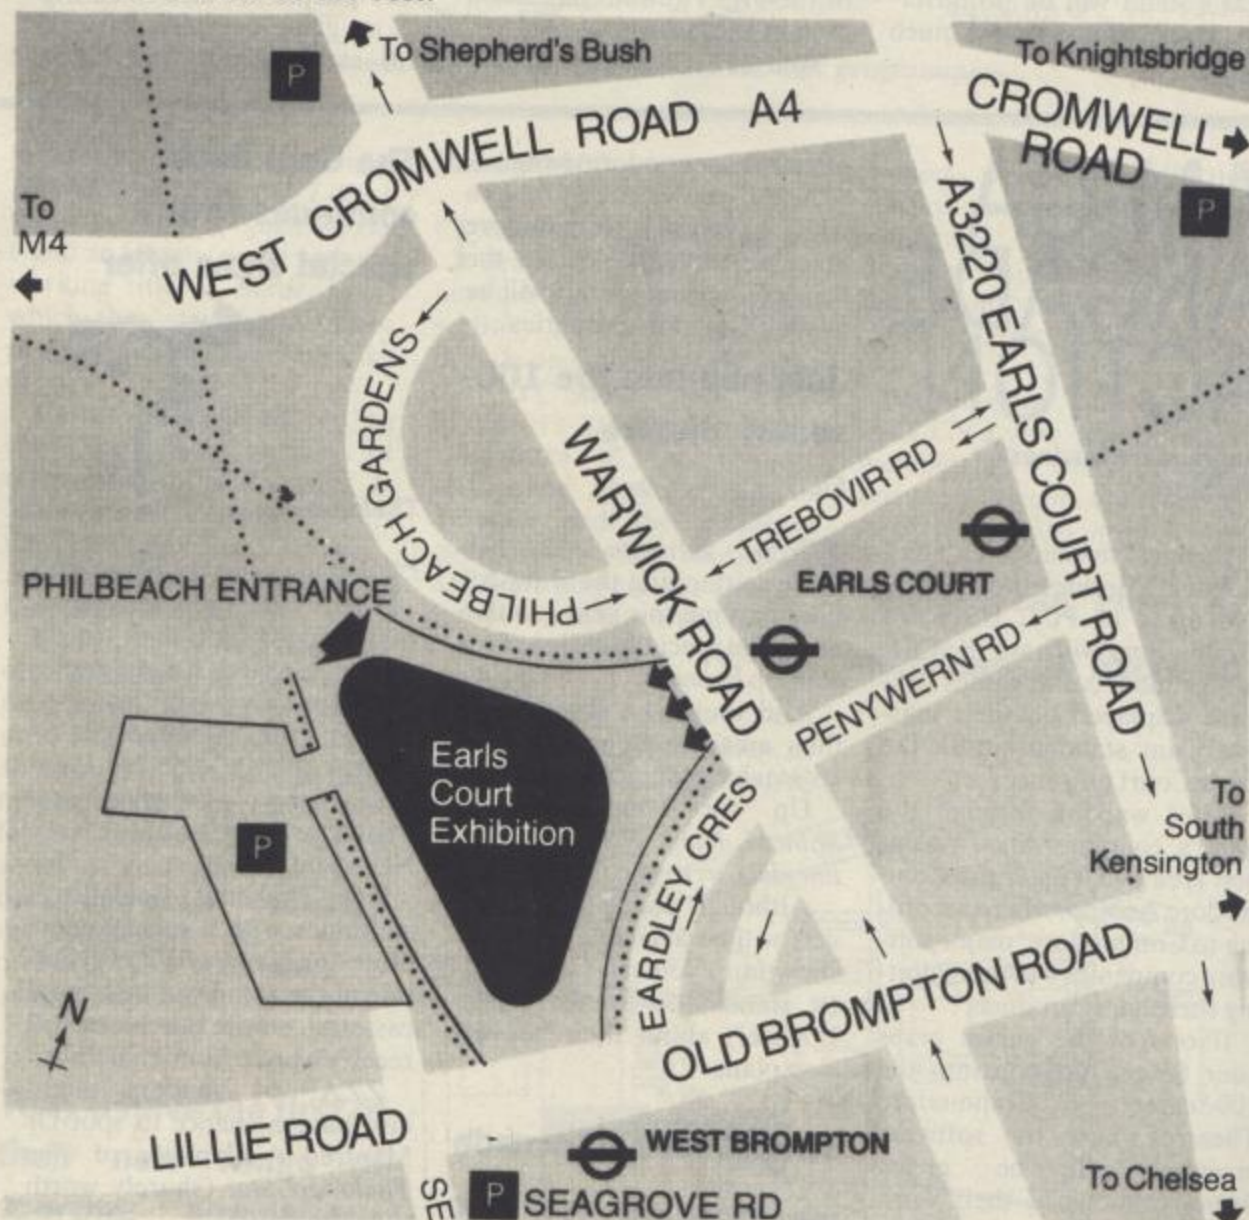 To Shepherd's Bush
P
To Knightsbridge
CROMWELL
ROAD
P
WEST CROMWELL ROAD A4
To
M4
A3220 EARLS COURT ROAD
PHILBEACH GARDENS
WARWICK ROAD
TREBOVIR RD
EARLS COURT
PHILBEACH ENTRANCE
PENYWERN RD
Earls
Court
Exhibition
P
EARDLEY CRES
To
South
Kensington
N
OLD BROMPTON ROAD
LILLIE ROAD
WEST BROMPTON
P
SEAGROVE RD
SE
To Chelsea